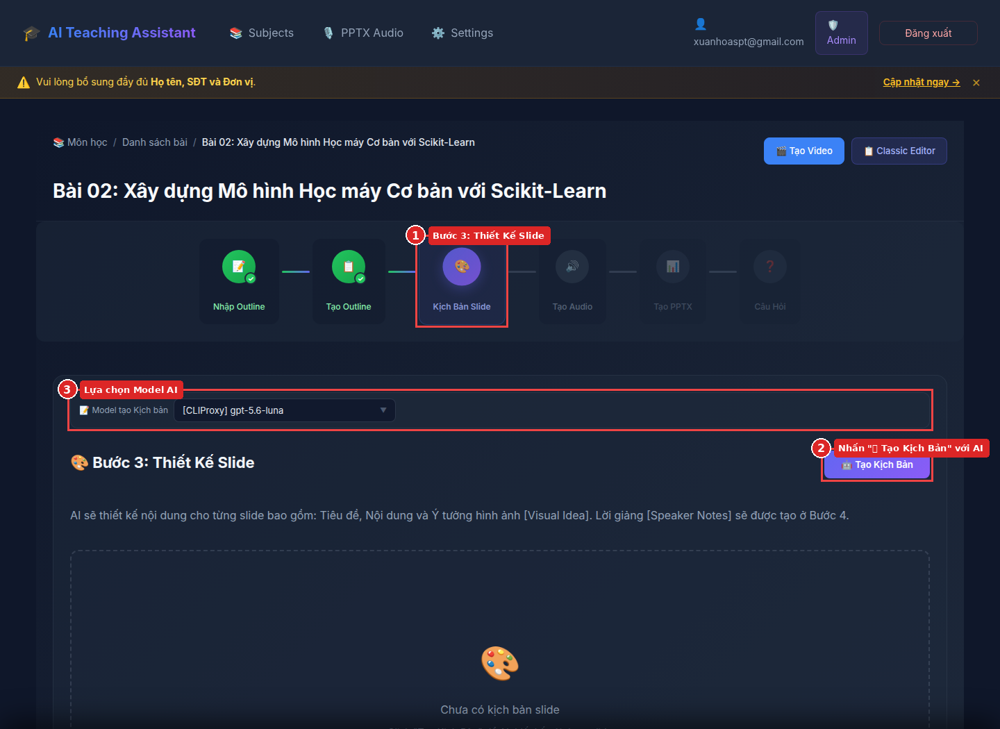 AI Teaching Assistant
Subjects
PPTX Audio
Settings
xuanhoaspt@gmail.com
Admin
Đăng xuất
Vui lòng bổ sung đầy đủ Họ tên, SĐT và Đơn vị.
Cập nhật ngay →
Môn học / Danh sách bài / Bài 02: Xây dựng Mô hình Học máy Cơ bản với Scikit-Learn
Tạo Video
Classic Editor
Bài 02: Xây dựng Mô hình Học máy Cơ bản với Scikit-Learn
1 Bước 3: Thiết Kế Slide
Nhập Outline
Tạo Outline
Kịch Bản Slide
Tạo Audio
Tạo PPTX
Câu Hỏi
3 Lựa chọn Model AI
Model tạo Kịch bản
[CLIProxy] gpt-5.6-luna
2 Nhấn "▯ Tạo Kịch Bản" với AI
Bước 3: Thiết Kế Slide
Tạo Kịch Bản
AI sẽ thiết kế nội dung cho từng slide bao gồm: Tiêu đề, Nội dung và Ý tưởng hình ảnh [Visual Idea]. Lời giảng [Speaker Notes] sẽ được tạo ở Bước 4.
Chưa có kịch bản slide